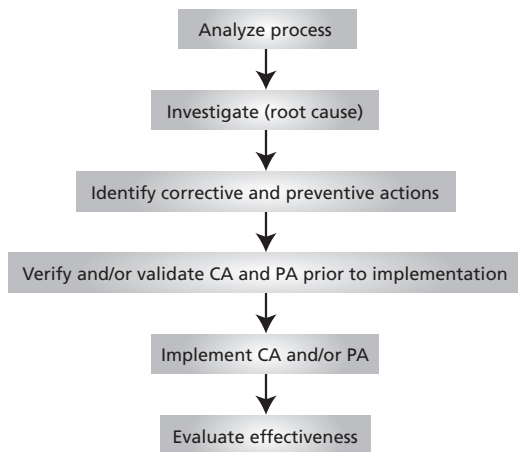 Analyze process
Investigate (root cause)
Identify corrective and preventive actions
Verify and/or validate CA and PA prior to implementation
Implement CA and/or PA
Evaluate effectiveness